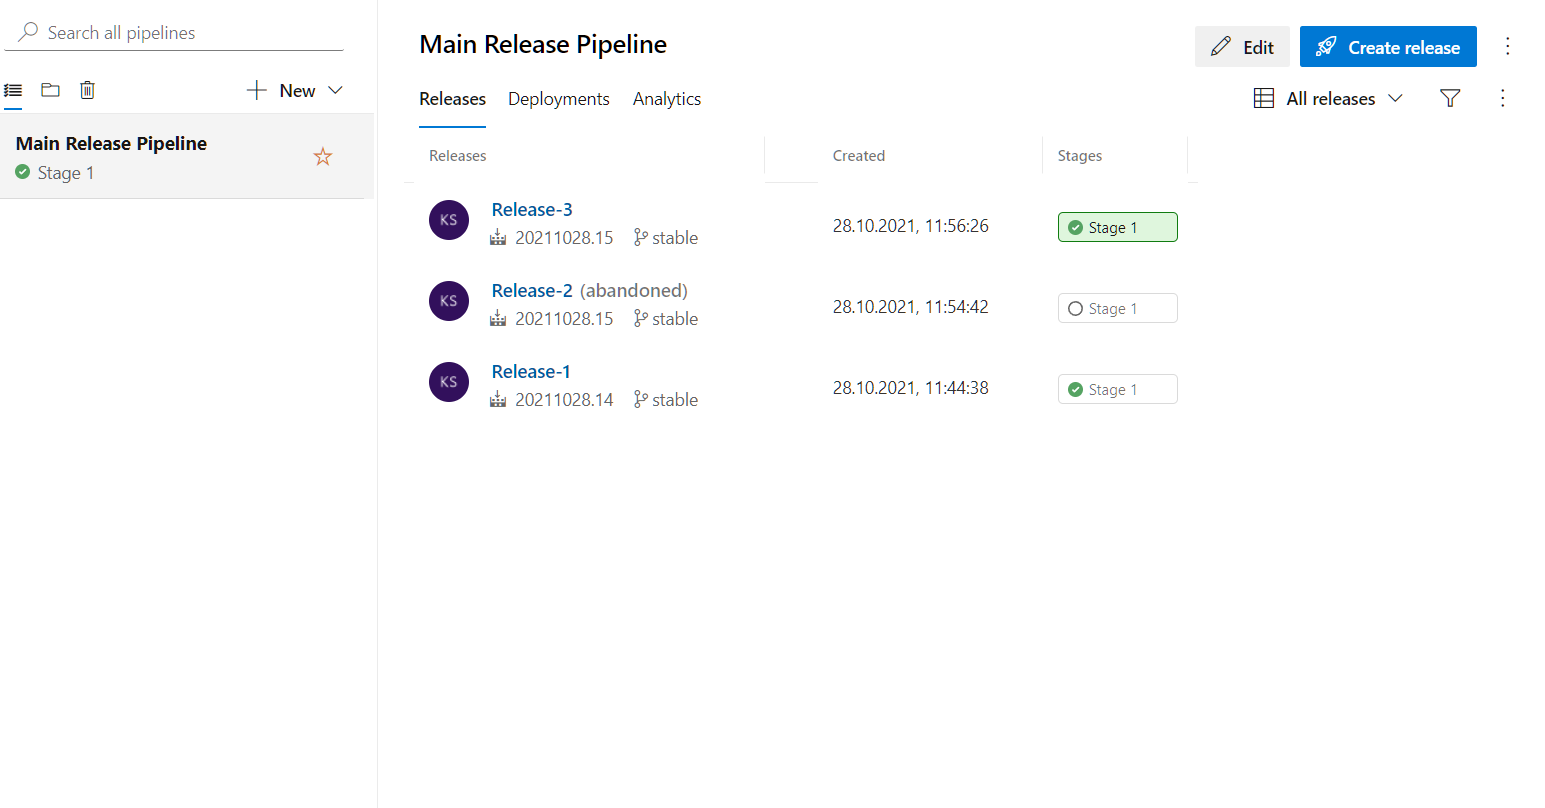 Search all pipelines
New
Main Release Pipeline
Stage 1
Main Release Pipeline
Edit
Create release
Releases Deployments Analytics
All releases
Releases Created Stages
KS Release-3
20211028.15 stable
28.10.2021, 11:56:26
Stage 1
KS Release-2 (abandoned)
20211028.15 stable
28.10.2021, 11:54:42
Stage 1
KS Release-1
20211028.14 stable
28.10.2021, 11:44:38
Stage 1